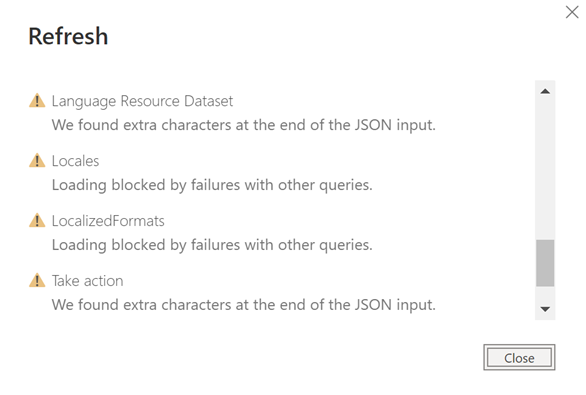 Refresh
Language Resource Dataset
We found extra characters at the end of the JSON input.
Locales
Loading blocked by failures with other queries.
LocalizedFormats
Loading blocked by failures with other queries.
Take action
We found extra characters at the end of the JSON input.
Close